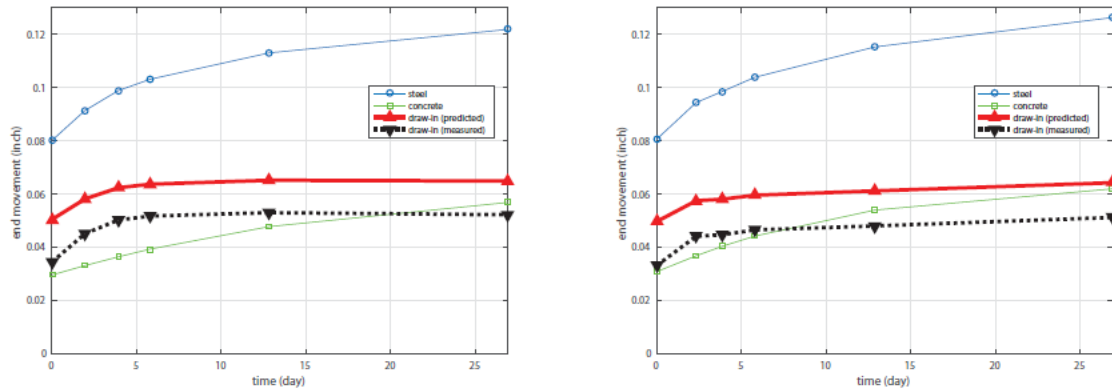 0.12
0.1
0.08
0.06
0.04
0.02
0
end movement (inch)
0 5 10 15 20 25
time (day)
steel
concrete
draw-in (predicted)
draw-in (measured)
0.12
0.1
0.08
0.06
0.04
0.02
0
end movement (inch)
0 5 10 15 20 25
time (day)
steel
concrete
draw-in (predicted)
draw-in (measured)